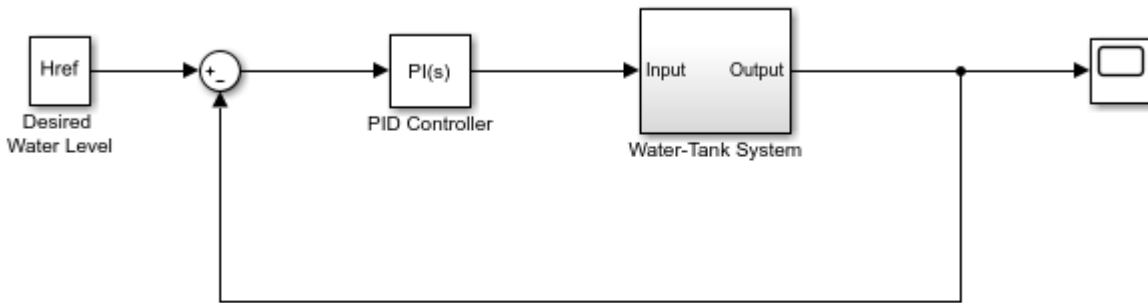 Href
Desired
Water Level
+
−
PI(s)
PID Controller
Input
Output
Water-Tank System